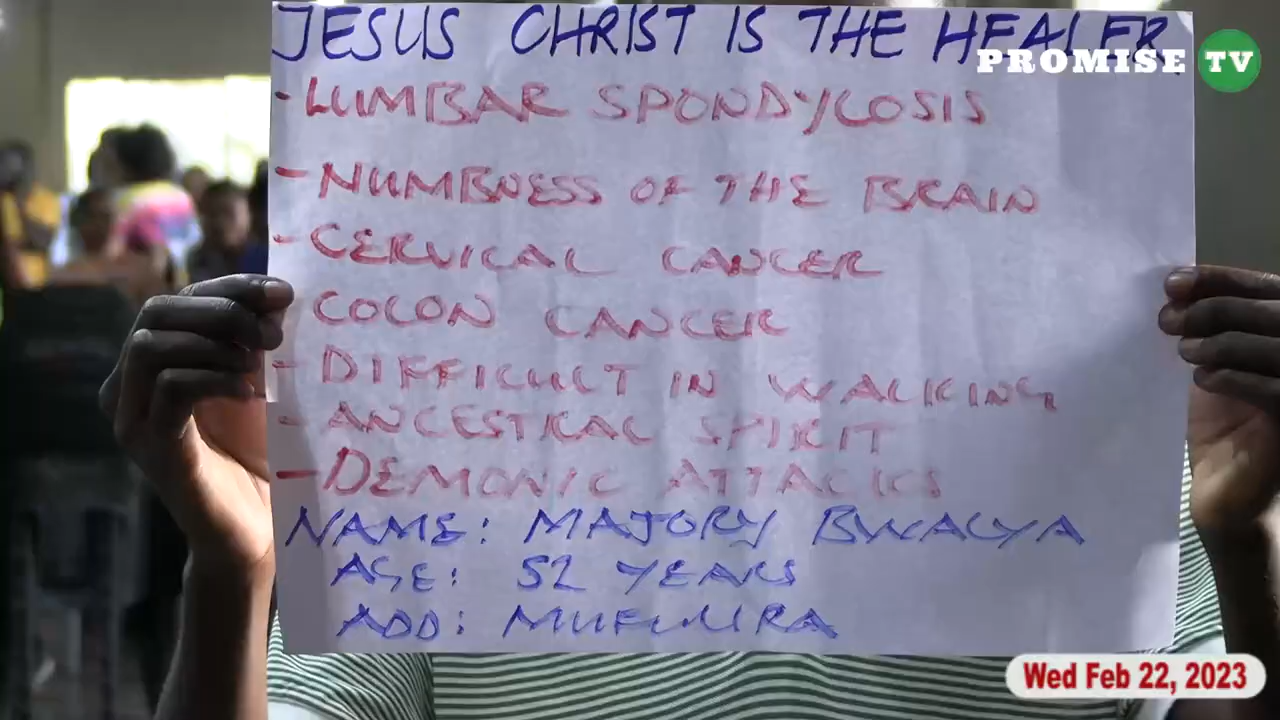 JESUS CHRIST IS THE HEALER
PROMISE TV
- LUMBAR SPONDYLOSIS
- NUMBNESS OF THE BRAIN
- CERVICAL CANCER
COLON CANCER
- DIFFICULT IN WALKING
- ANCESTRAL SPIRIT
- DEMONIC ATTACKS
NAME: MAJORY BWALYA
AGE: 52 YEARS
ADD: MUFULIRA
Wed Feb 22, 2023